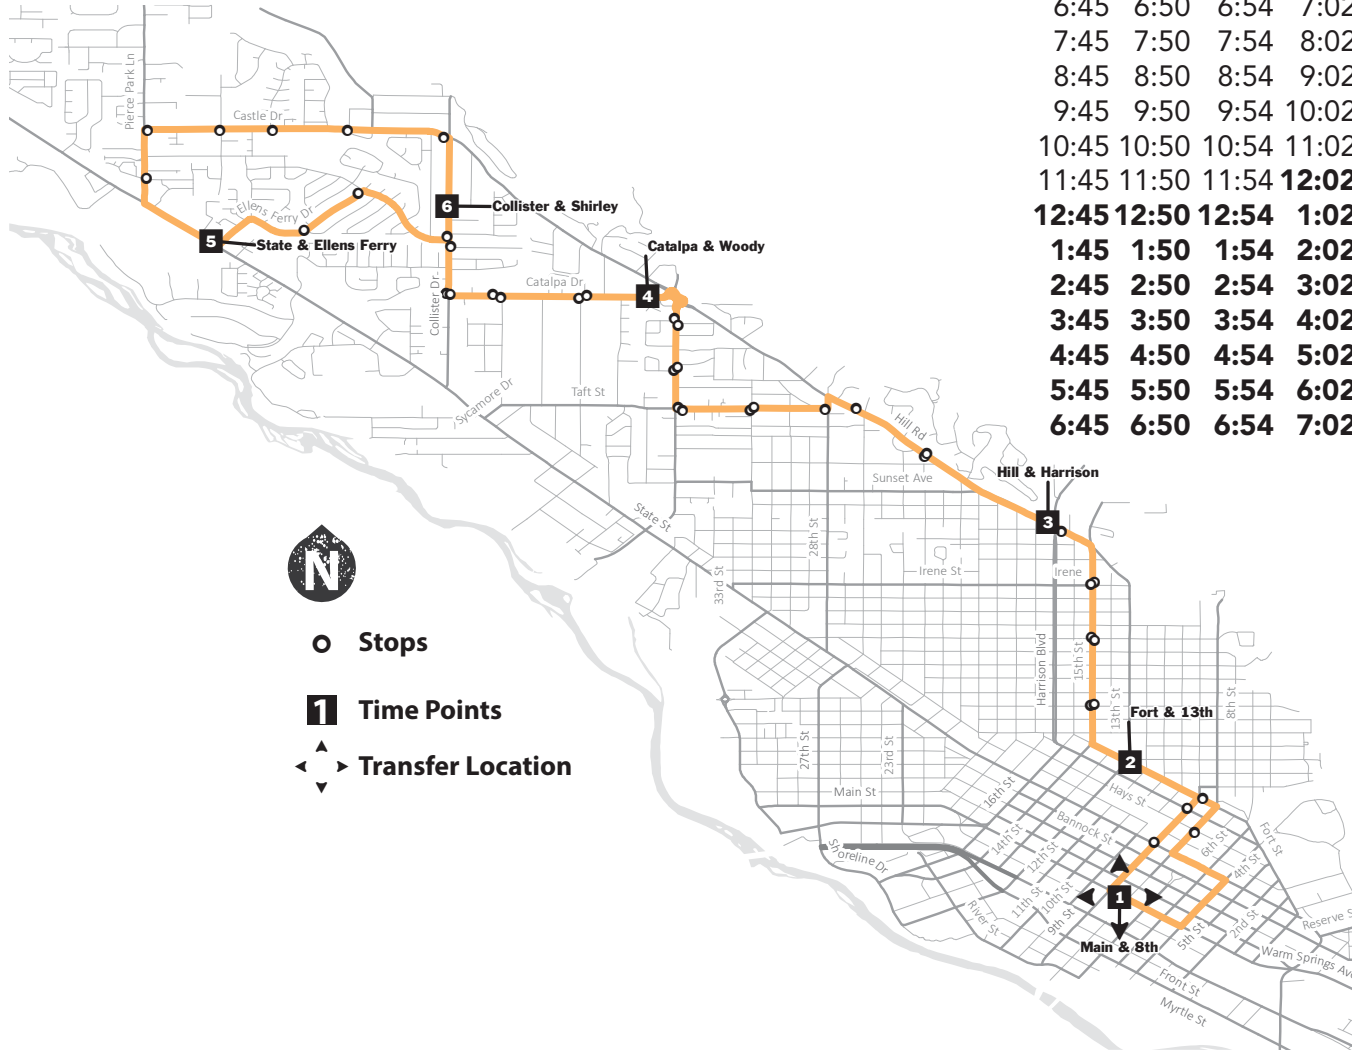 6:45 6:50 6:54 7:02
7:45 7:50 7:54 8:02
8:45 8:50 8:54 9:02
9:45 9:50 9:54 10:02
10:45 10:50 10:54 11:02
11:45 11:50 11:54 12:02
12:45 12:50 12:54 1:02
1:45 1:50 1:54 2:02
2:45 2:50 2:54 3:02
3:45 3:50 3:54 4:02
4:45 4:50 4:54 5:02
5:45 5:50 5:54 6:02
6:45 6:50 6:54 7:02
Pierce Park Ln
Castle Dr
Ellens Ferry Dr
6
Collister & Shirley
5
State & Ellens Ferry
Catalpa & Woody
Catalpa Dr
4
Collister Dr
Sycamore Dr
Taft St
Hill Rd
Sunset Ave
Hill & Harrison
3
State St
28th St
33rd St
Irene St
Irene
Harrison Blvd
15th St
13th St
8th St
Fort & 13th
2
N
Stops
1 Time Points
Transfer Location
27th St
23rd St
Main St
16th St
Hays St
Bannock St
14th St
12th St
6th St
Fort St
4th St
Shoreline Dr
11th St
10th St
9th St
1
Main & 8th
River St
5th St
2nd St
Reserve S
Warm Springs Av
Front St
Myrtle St